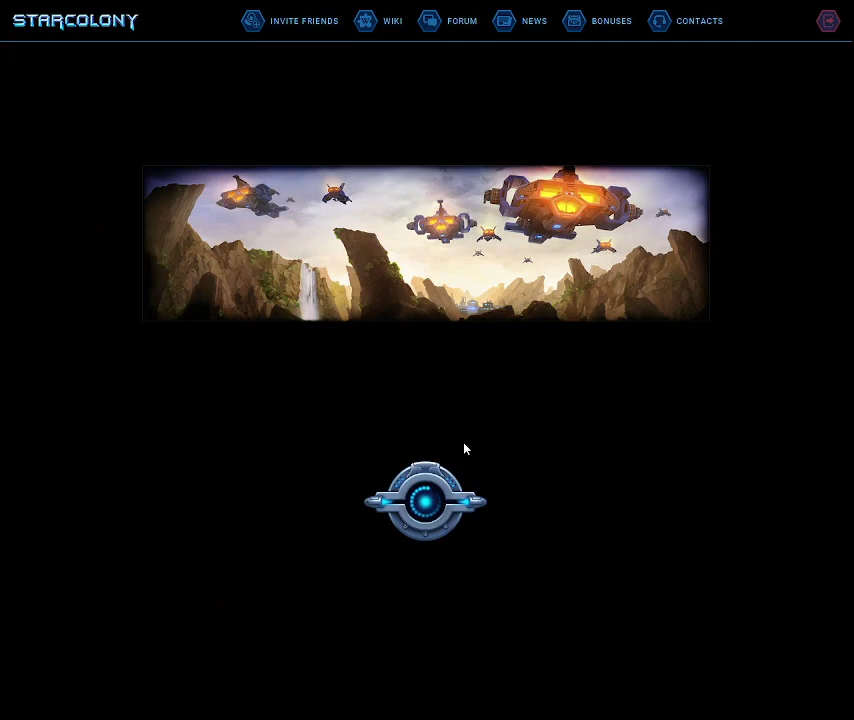 STARCOLONY
INVITE FRIENDS
WIKI
FORUM
NEWS
BONUSES
CONTACTS